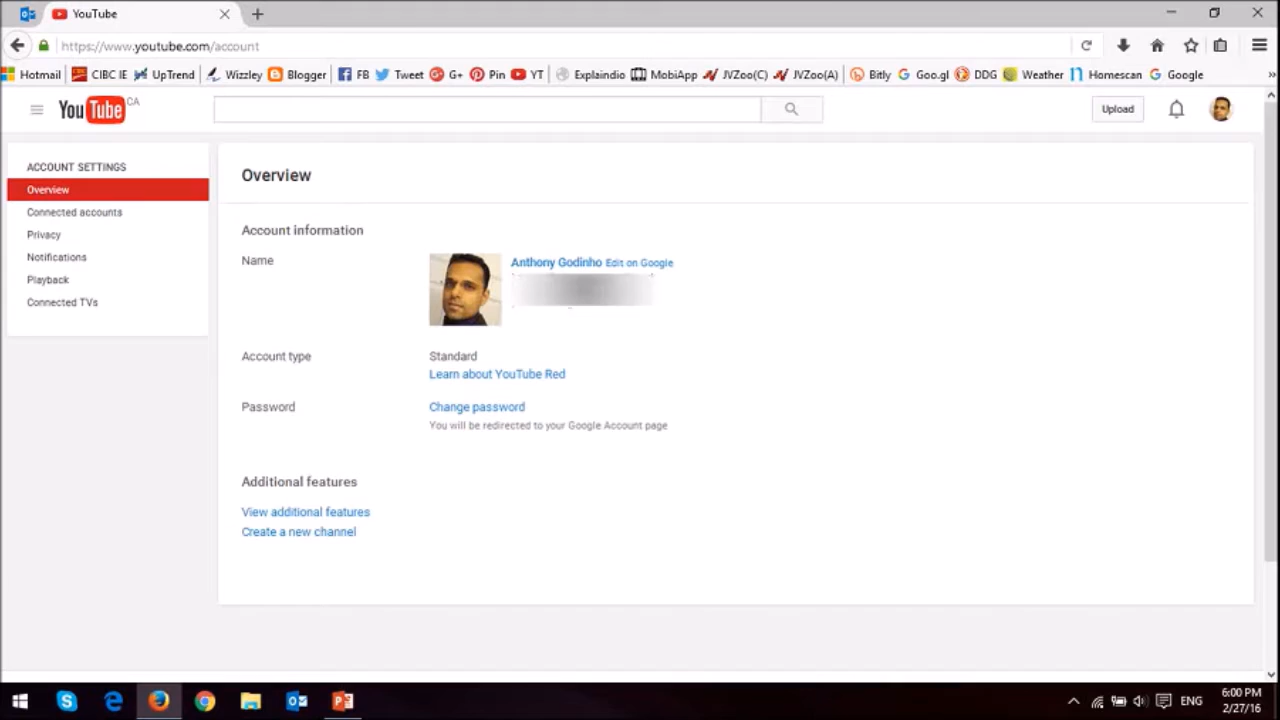 YouTube
https://www.youtube.com/account
Hotmail CIBC IE UpTrend Wizzley Blogger FB Tweet G+ Pin YT Explaindio MobiApp JVZoo(C) JVZoo(A) Bitly Goo.gl DDG Weather Homescan Google »
YouTube CA
Upload
ACCOUNT SETTINGS
Overview
Connected accounts
Privacy
Notifications
Playback
Connected TVs
Overview
Account information
Name
Anthony Godinho Edit on Google
Account type
Standard
Learn about YouTube Red
Password
Change password
You will be redirected to your Google Account page
Additional features
View additional features
Create a new channel
ENG
6:00 PM
2/27/16